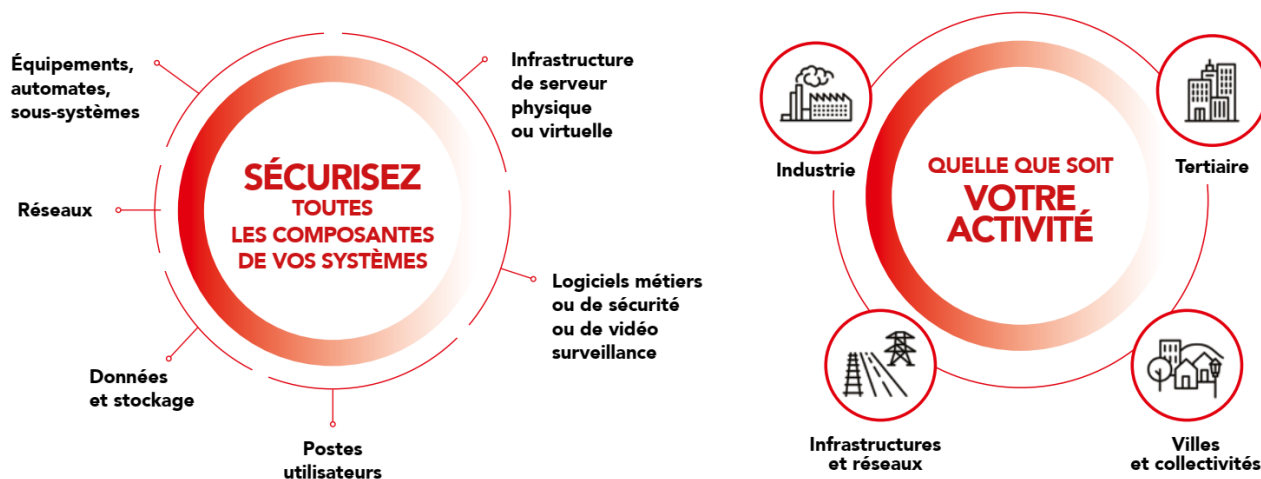 Équipements,
automates,
sous-systèmes
Infrastructure
de serveur
physique
ou virtuelle
SÉCURISEZ
TOUTES
LES COMPOSANTES
DE VOS SYSTÈMES
Réseaux
Logiciels métiers
ou de sécurité
ou de vidéo
surveillance
Données
et stockage
Postes
utilisateurs
Industrie
Tertiaire
QUELLE QUE SOIT
VOTRE
ACTIVITÉ
Infrastructures
et réseaux
Villes
et collectivités